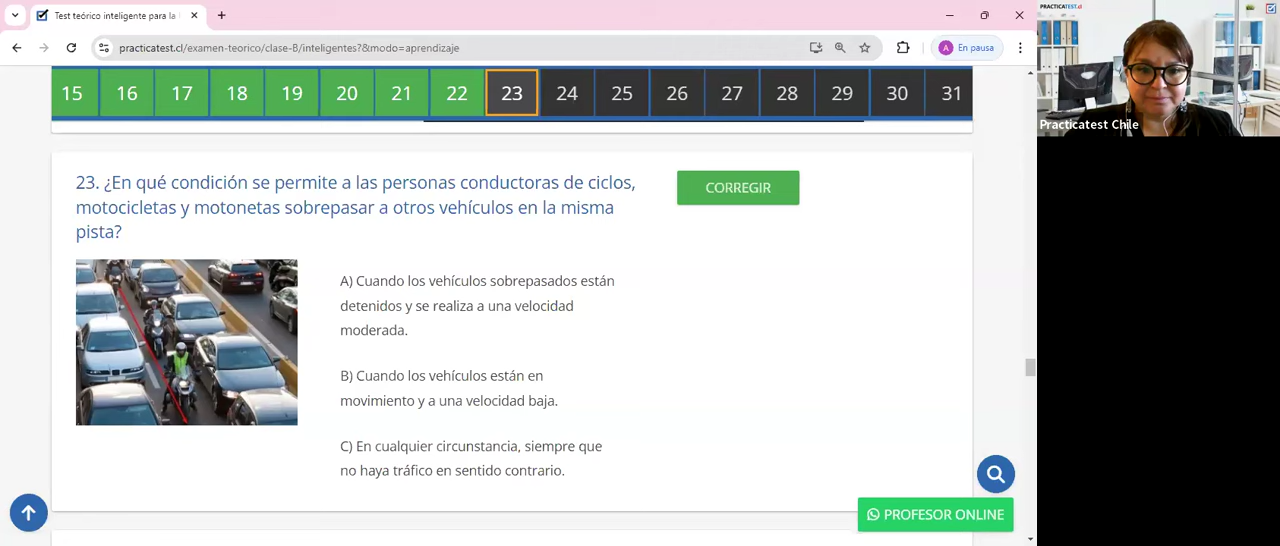 Test teórico inteligente para la
practicatest.cl/examen-teorico/clase-B/inteligentes?&modo=aprendizaje
A
En pausa
PRACTICATEST.cl
Practicatest Chile
15 16 17 18 19 20 21 22 23 24 25 26 27 28 29 30 31
23. ¿En qué condición se permite a las personas conductoras de ciclos,
motocicletas y motonetas sobrepasar a otros vehículos en la misma
pista?
CORREGIR
A) Cuando los vehículos sobrepasados están
detenidos y se realiza a una velocidad
moderada.
B) Cuando los vehículos están en
movimiento y a una velocidad baja.
C) En cualquier circunstancia, siempre que
no haya tráfico en sentido contrario.
PROFESOR ONLINE